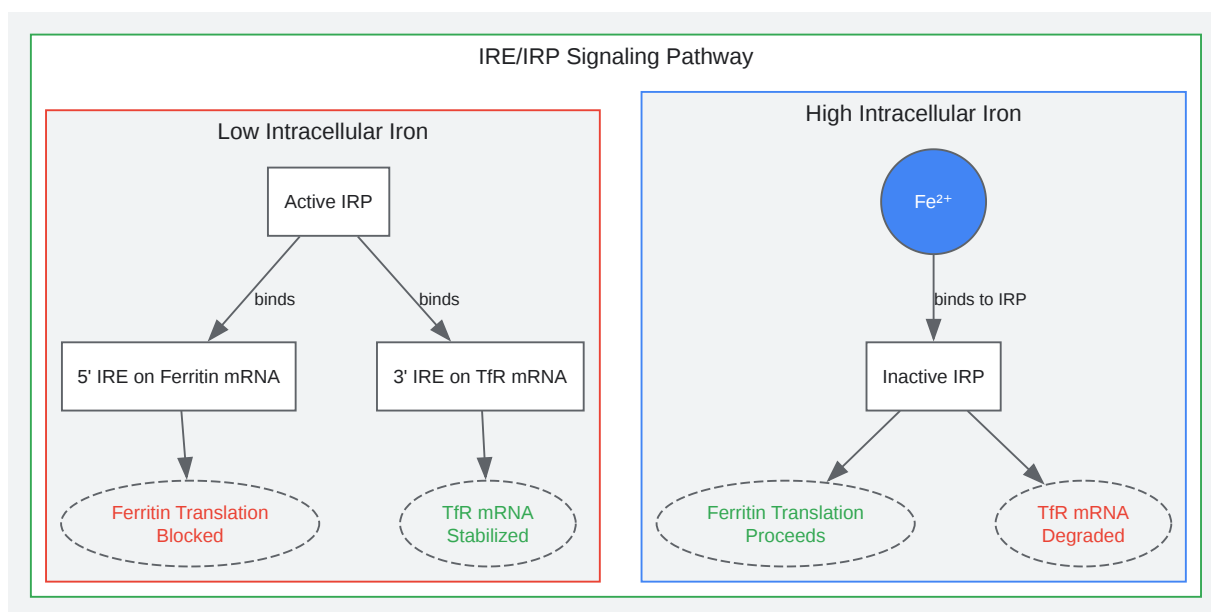 IRE/IRP Signaling Pathway
Low Intracellular Iron
Active IRP
binds
binds
5' IRE on Ferritin mRNA
3' IRE on TfR mRNA
Ferritin Translation
Blocked
TfR mRNA
Stabilized
High Intracellular Iron
Fe²⁺
binds to IRP
Inactive IRP
Ferritin Translation
Proceeds
TfR mRNA
Degraded